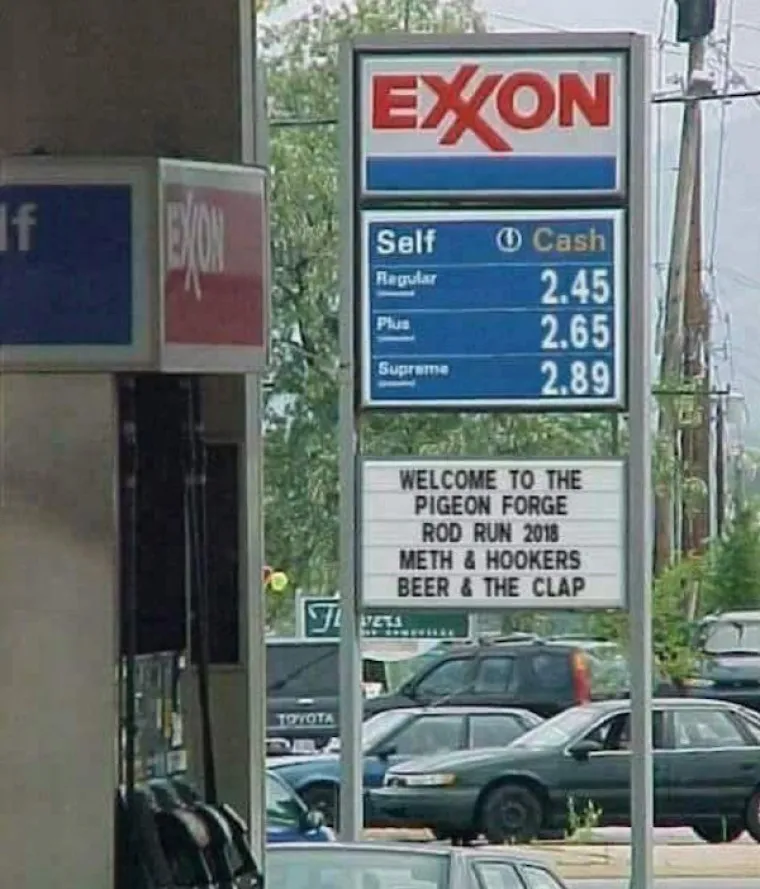 EXXON
Self Cash
Regular 2.45
Plus 2.65
Supreme 2.89
lf
EXXON
WELCOME TO THE
PIGEON FORGE
ROD RUN 2018
METH & HOOKERS
BEER & THE CLAP
TOYOTA